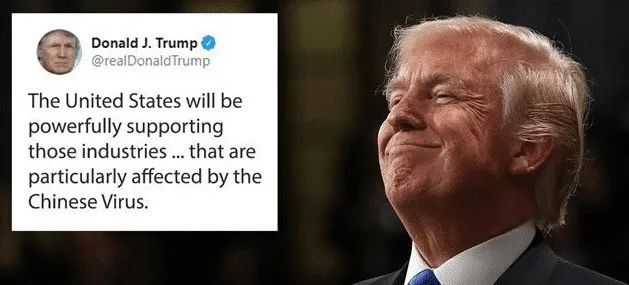 Donald J. Trump
@realDonaldTrump
The United States will be
powerfully supporting
those industries ... that are
particularly affected by the
Chinese Virus.